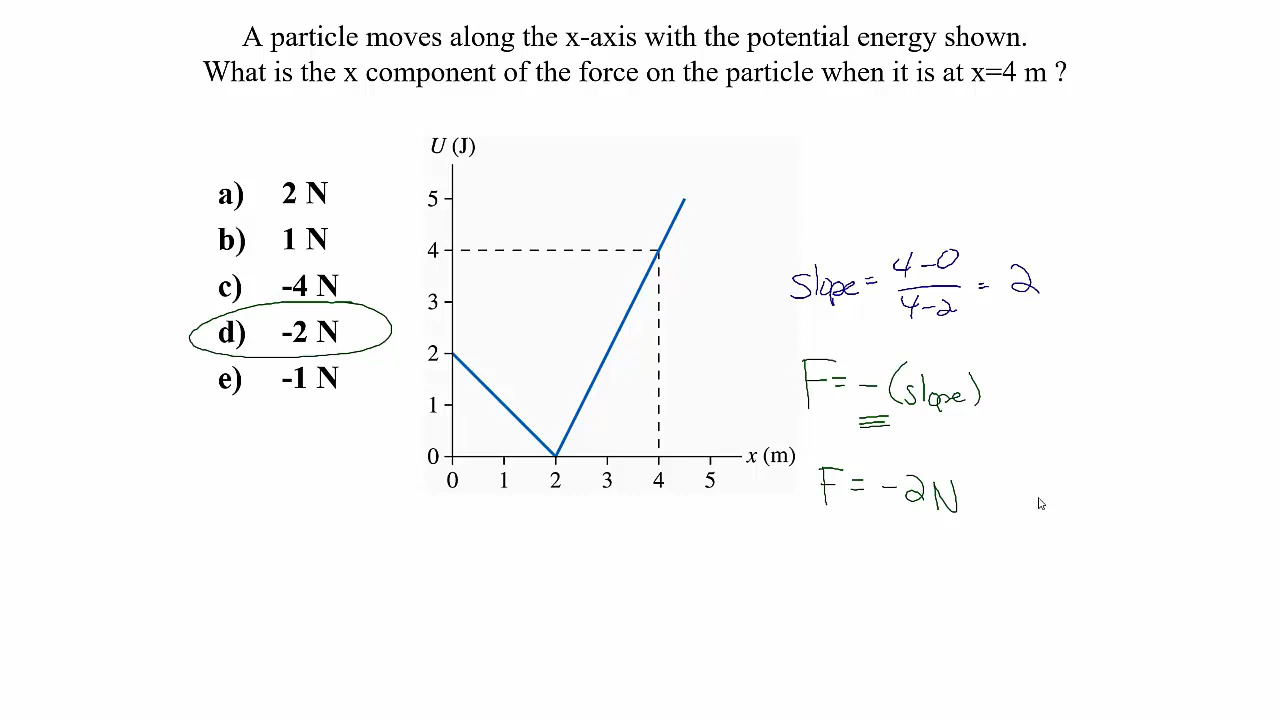 A particle moves along the x-axis with the potential energy shown.
What is the x component of the force on the particle when it is at x=4 m ?
a) 2 N
b) 1 N
c) -4 N
d) -2 N
e) -1 N
U (J)
5
4
3
2
1
0
0 1 2 3 4 5
x (m)
slope = 4-0 / 4-2 = 2
F = - (slope)
F = -2N